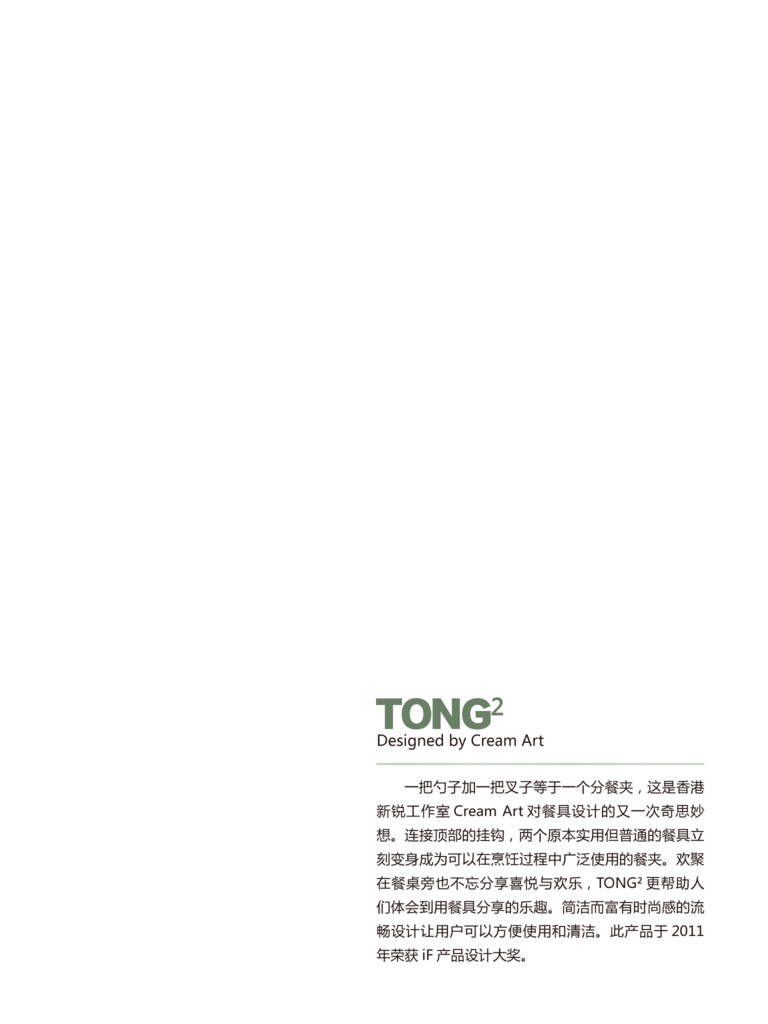 TONG²
Designed by Cream Art
一把勺子加一把叉子等于一个分餐夹，这是香港
新锐工作室 Cream Art 对餐具设计的又一次奇思妙
想。连接顶部的挂钩，两个原本实用但普通的餐具立
刻变身成为可以在烹饪过程中广泛使用的餐夹。欢聚
在餐桌旁也不忘分享喜悦与欢乐，TONG² 更帮助人
们体会到用餐具分享的乐趣。简洁而富有时尚感的流
畅设计让用户可以方便使用和清洁。此产品于 2011
年荣获 iF 产品设计大奖。